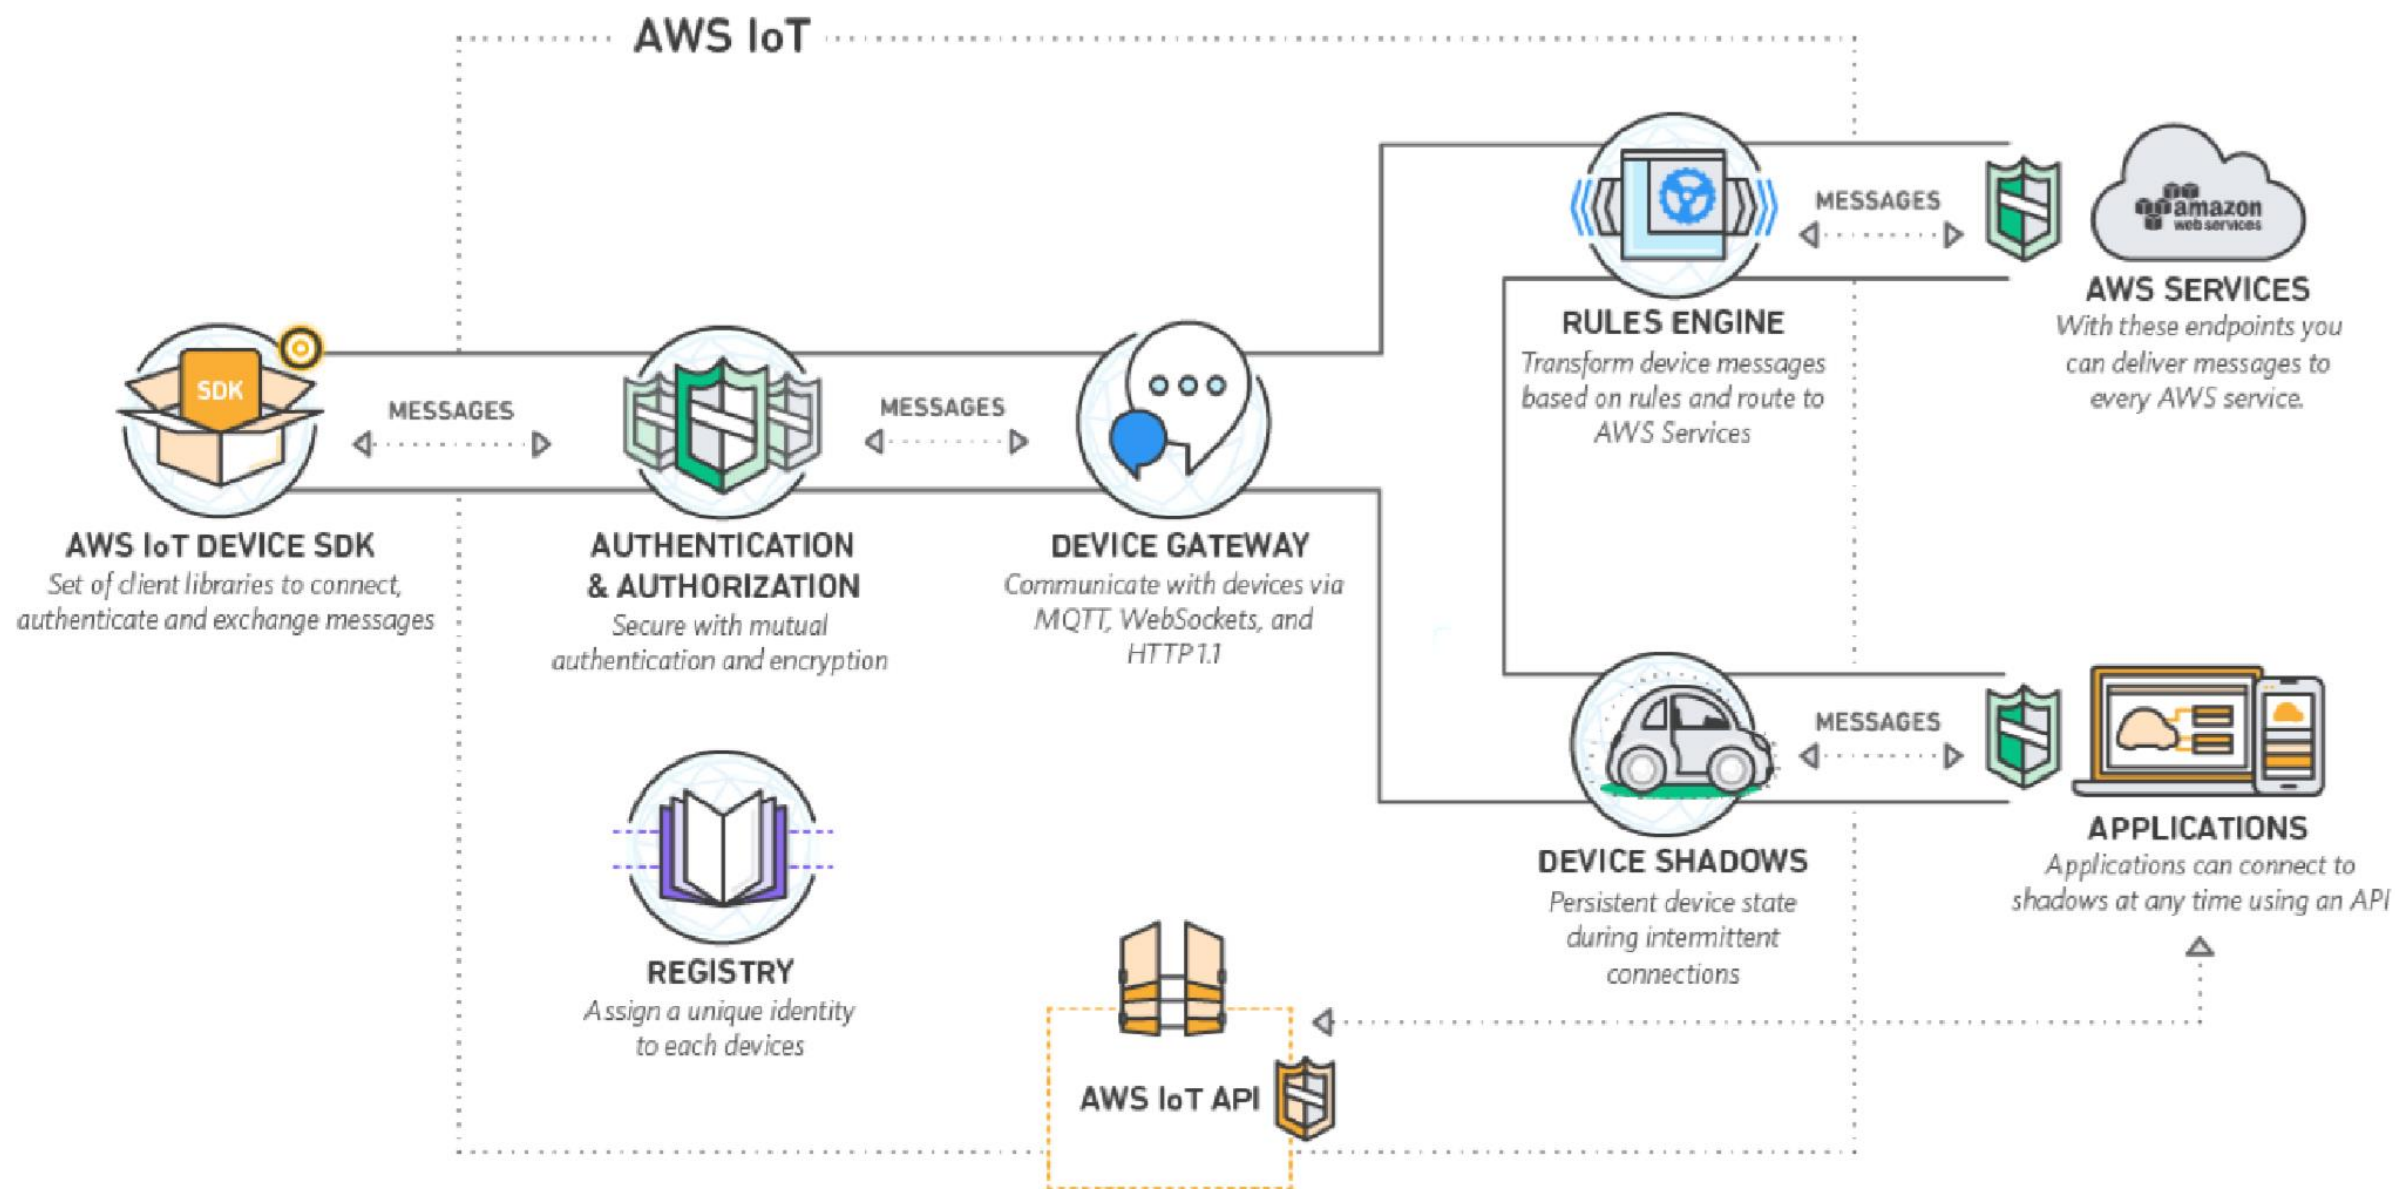 AWS IoT
SDK
MESSAGES
AWS IoT DEVICE SDK
Set of client libraries to connect,
authenticate and exchange messages
AUTHENTICATION
& AUTHORIZATION
Secure with mutual
authentication and encryption
MESSAGES
DEVICE GATEWAY
Communicate with devices via
MQTT, WebSockets, and
HTTP1.1
RULES ENGINE
Transform device messages
based on rules and route to
AWS Services
MESSAGES
amazon
web services
AWS SERVICES
With these endpoints you
can deliver messages to
every AWS service.
REGISTRY
Assign a unique identity
to each devices
DEVICE SHADOWS
Persistent device state
during intermittent
connections
MESSAGES
APPLICATIONS
Applications can connect to
shadows at any time using an API
AWS IoT API